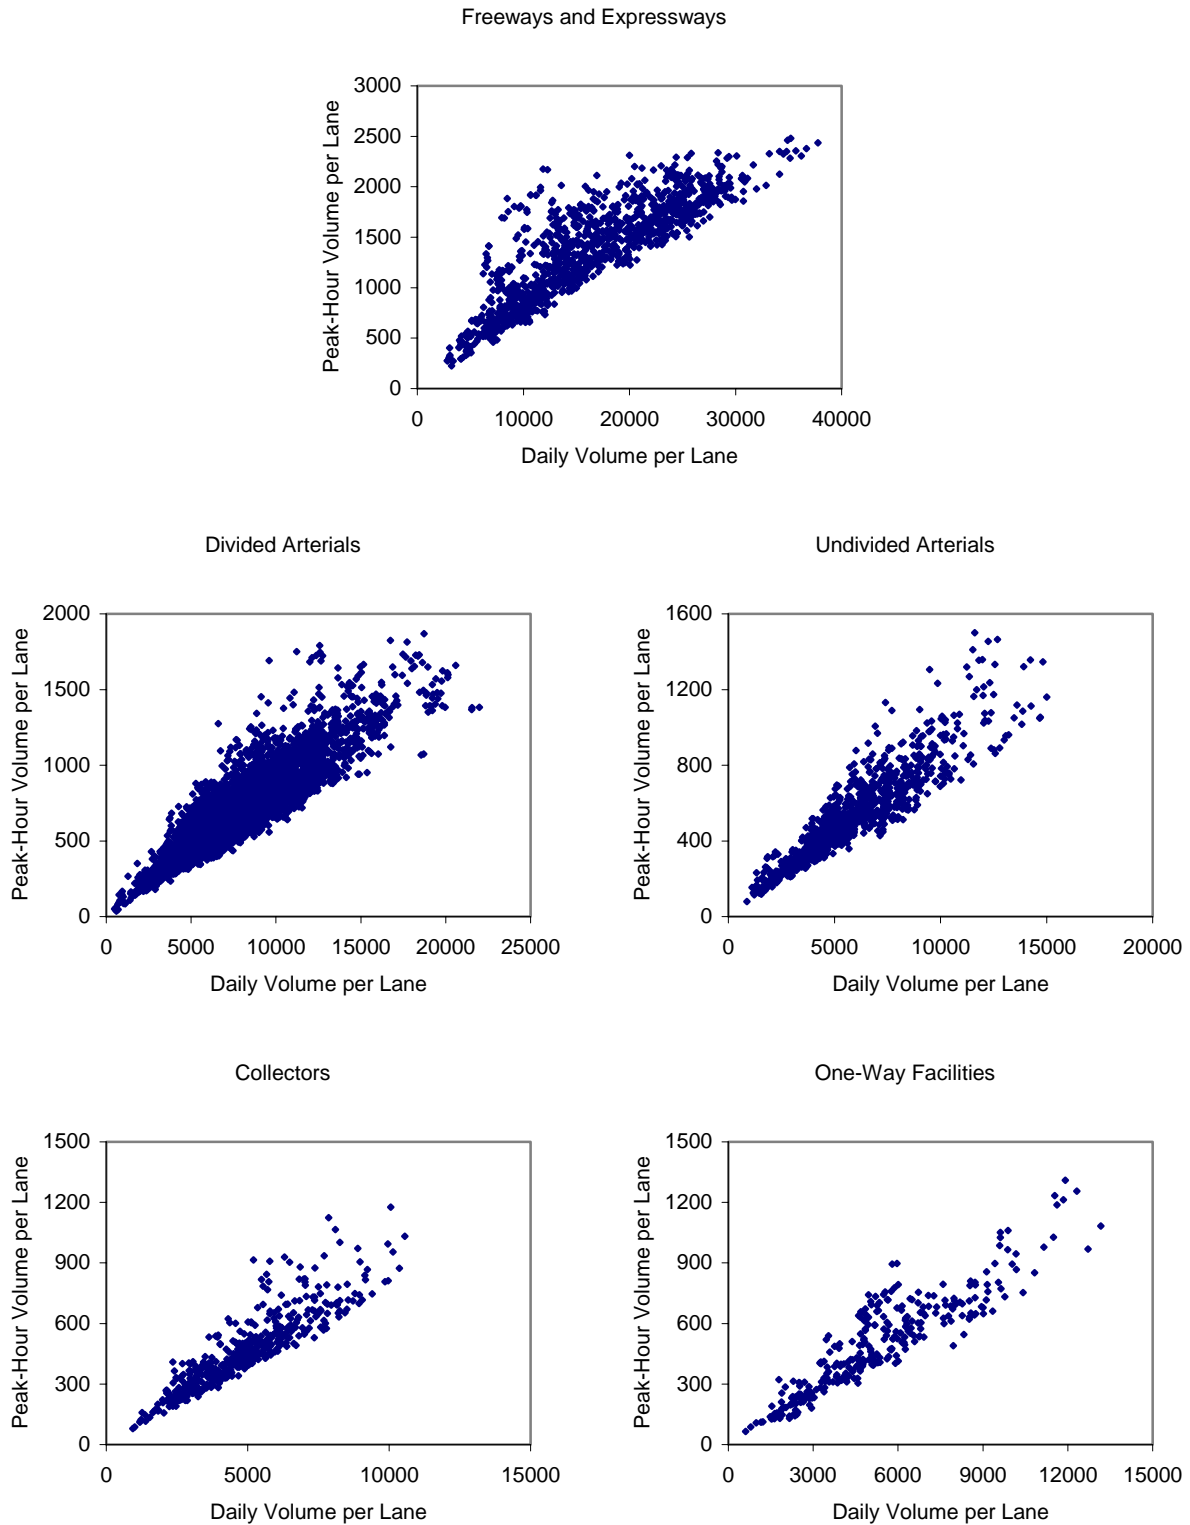 Freeways and Expressways
3000
2500
2000
1500
1000
500
0
Peak-Hour Volume per Lane
0 10000 20000 30000 40000
Daily Volume per Lane
Divided Arterials
2000
1500
1000
500
0
Peak-Hour Volume per Lane
0 5000 10000 15000 20000 25000
Daily Volume per Lane
Undivided Arterials
1600
1200
800
400
0
Peak-Hour Volume per Lane
0 5000 10000 15000 20000
Daily Volume per Lane
Collectors
1500
1200
900
600
300
0
Peak-Hour Volume per Lane
0 5000 10000 15000
Daily Volume per Lane
One-Way Facilities
1500
1200
900
600
300
0
Peak-Hour Volume per Lane
0 3000 6000 9000 12000 15000
Daily Volume per Lane